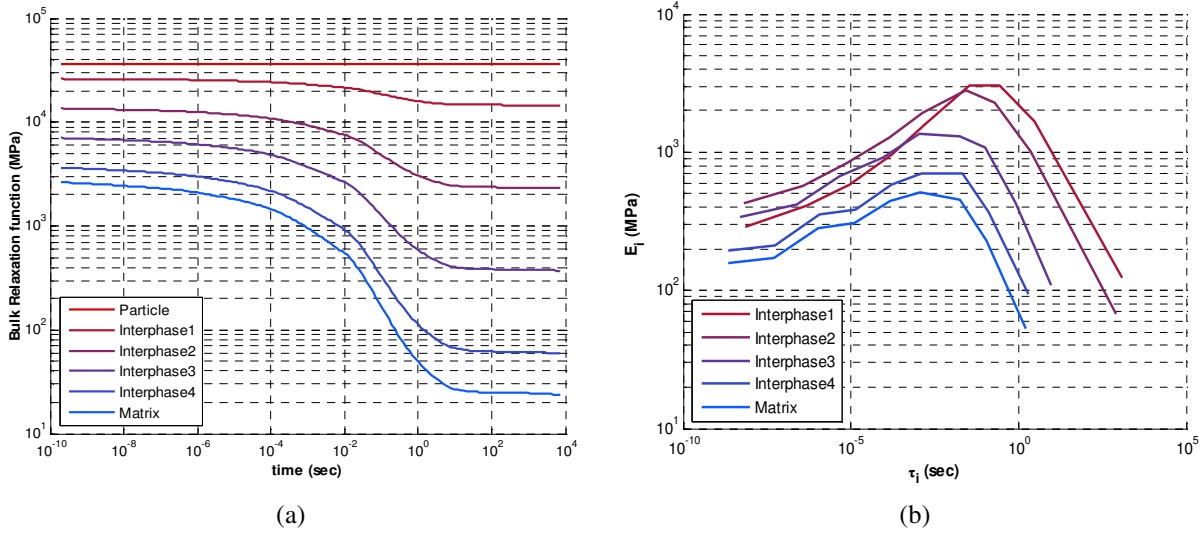 10^5
10^4
10^3
10^2
10^1
Bulk Relaxation function (MPa)
Particle
Interphase1
Interphase2
Interphase3
Interphase4
Matrix
10^-10
10^-8
10^-6
10^-4
10^-2
10^0
10^2
10^4
time (sec)
(a)
10^4
10^3
10^2
10^1
E_i (MPa)
Interphase1
Interphase2
Interphase3
Interphase4
Matrix
10^-10
10^-5
10^0
10^5
τ_i (sec)
(b)